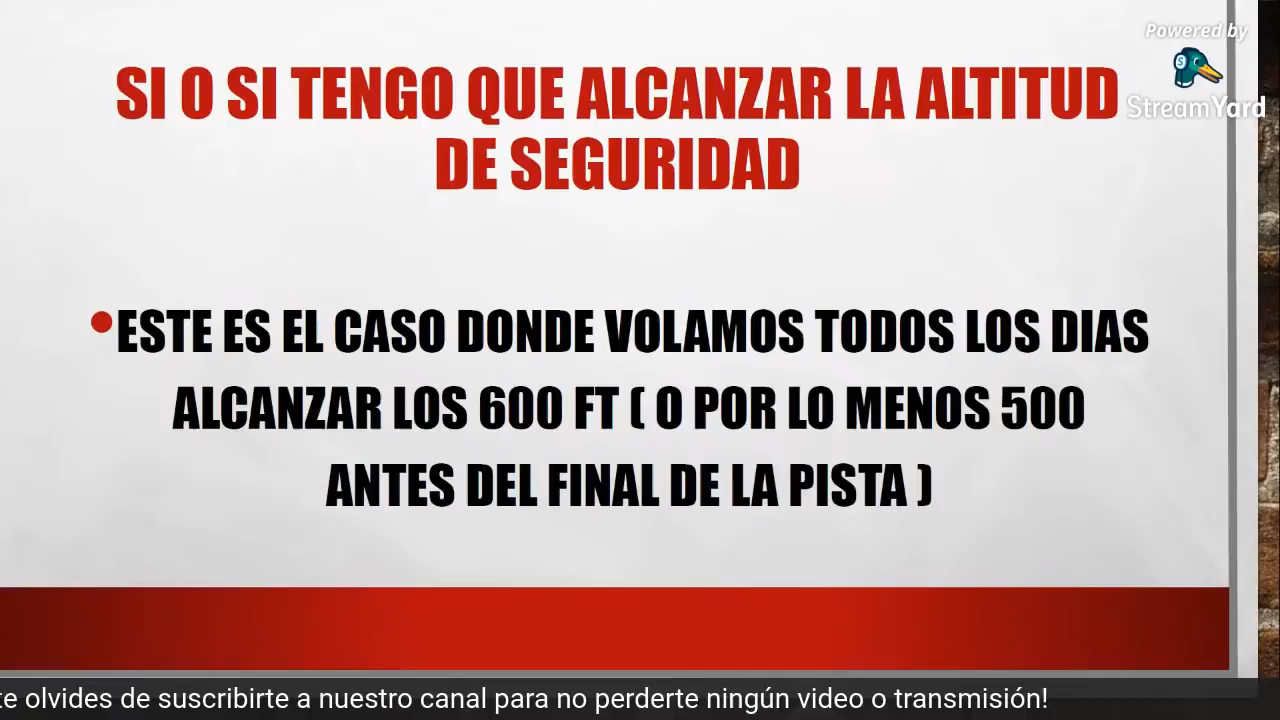 Powered by
StreamYard
SI O SI TENGO QUE ALCANZAR LA ALTITUD
DE SEGURIDAD
•ESTE ES EL CASO DONDE VOLAMOS TODOS LOS DIAS
ALCANZAR LOS 600 FT ( O POR LO MENOS 500
ANTES DEL FINAL DE LA PISTA )
te olvides de suscribirte a nuestro canal para no perderte ningún video o transmisión!